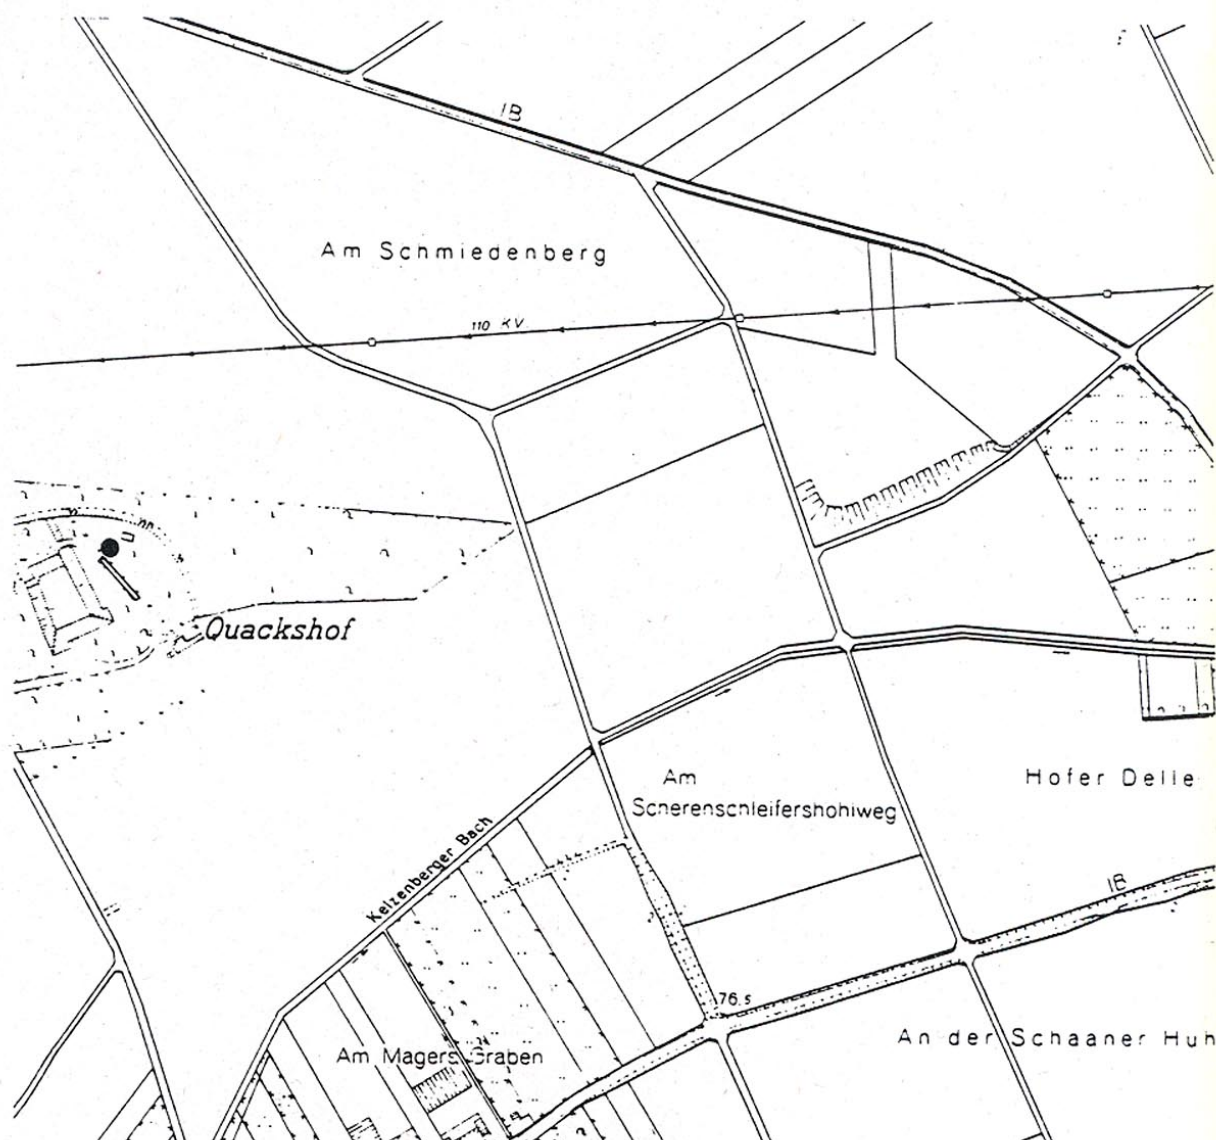 IB
Am Schmiedenberg
110 KV.
Quackshof
Am
Scherenschleifershohlweg
Hofer Delle
Kelzenberger Bach
IB
76.5
An der Schaaner Huh
Am Magers Graben